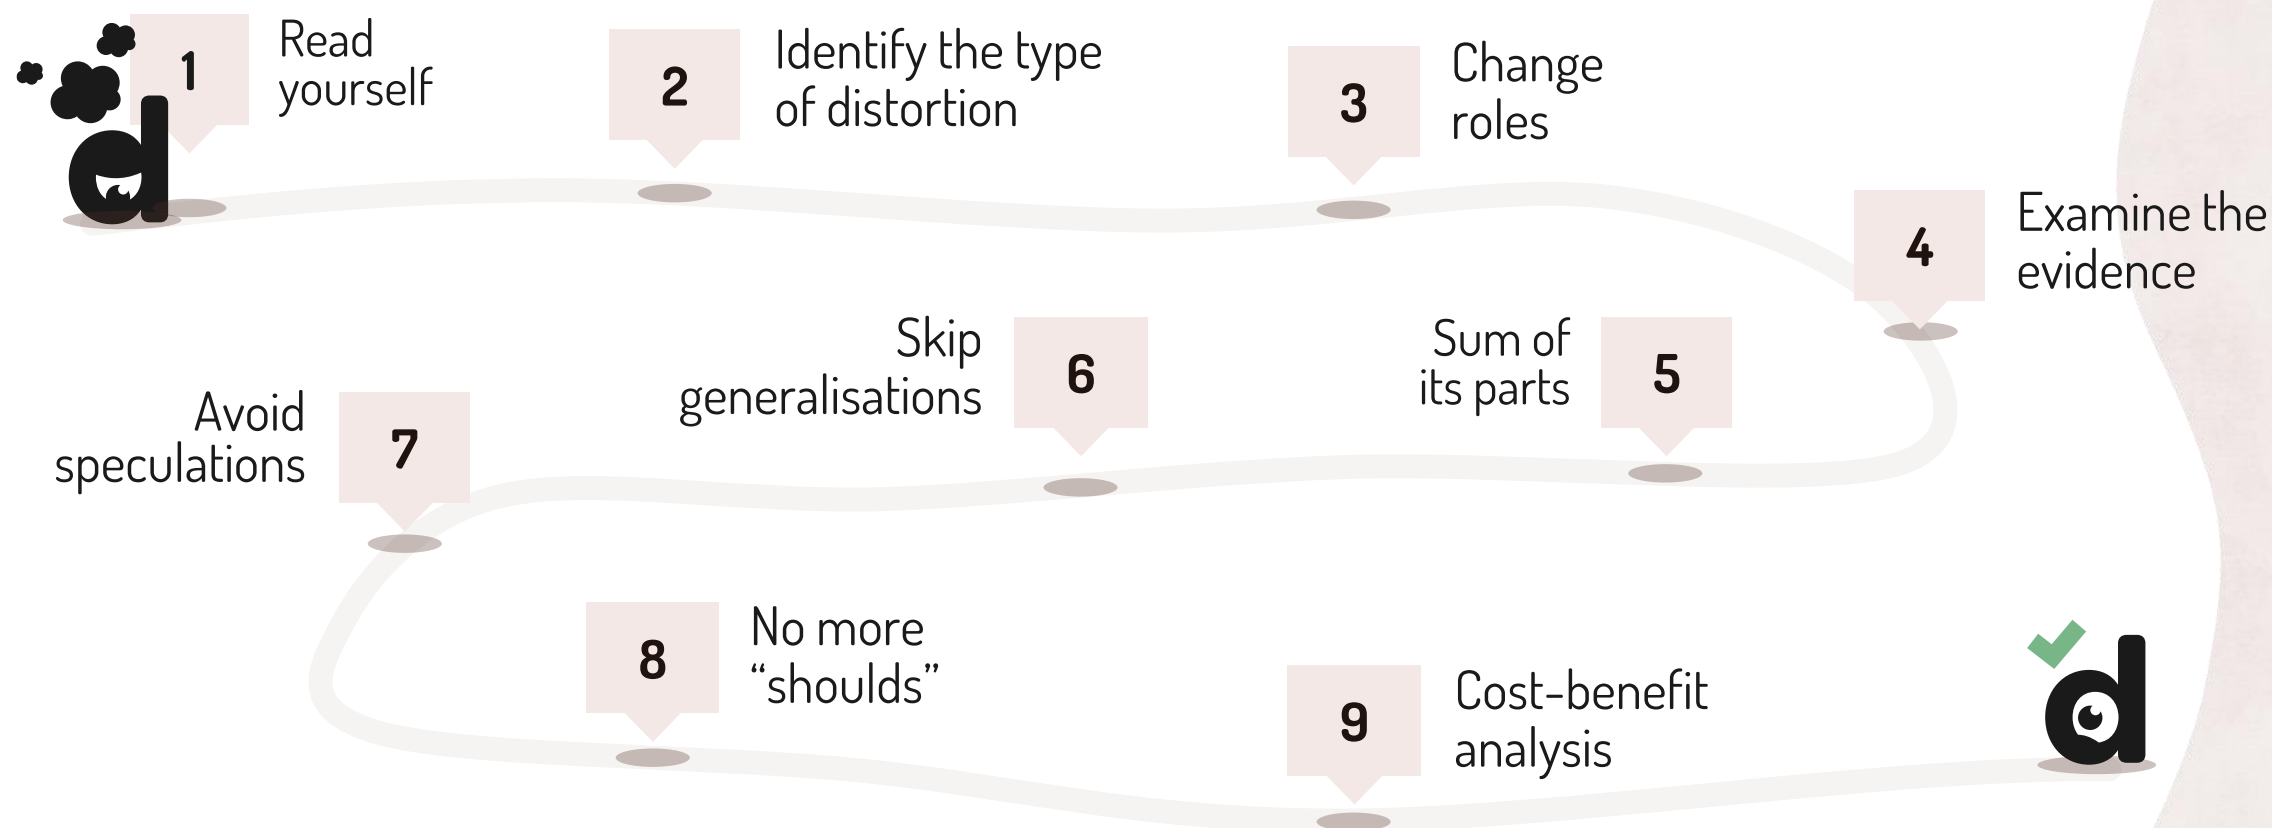 1
Read
yourself
2
Identify the type
of distortion
3
Change
roles
4
Examine the
evidence
5
Sum of
its parts
6
Skip
generalisations
7
Avoid
speculations
8
No more
“shoulds”
9
Cost-benefit
analysis